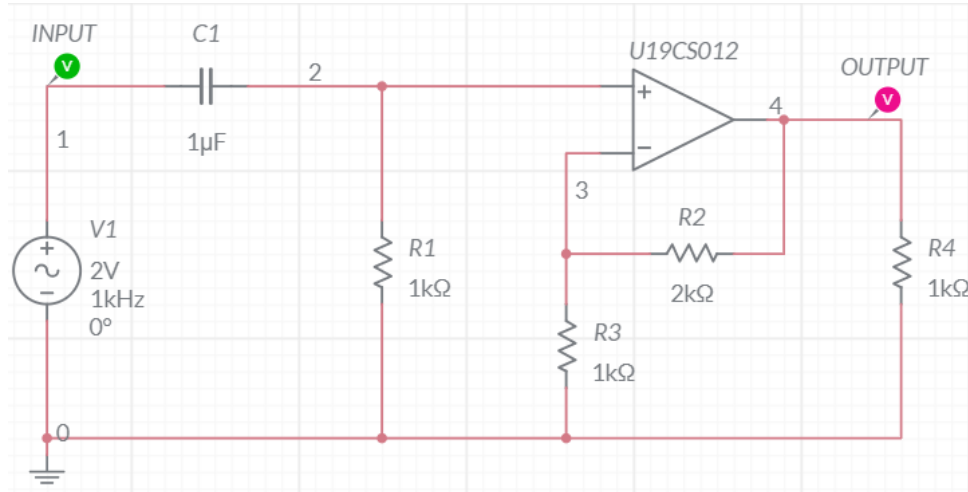 INPUT
V
C1
2
U19CS012
OUTPUT
V
+
4
1
1µF
−
3
V1
+
2V
−
1kHz
0°
R1
1kΩ
R2
2kΩ
R4
1kΩ
R3
1kΩ
0